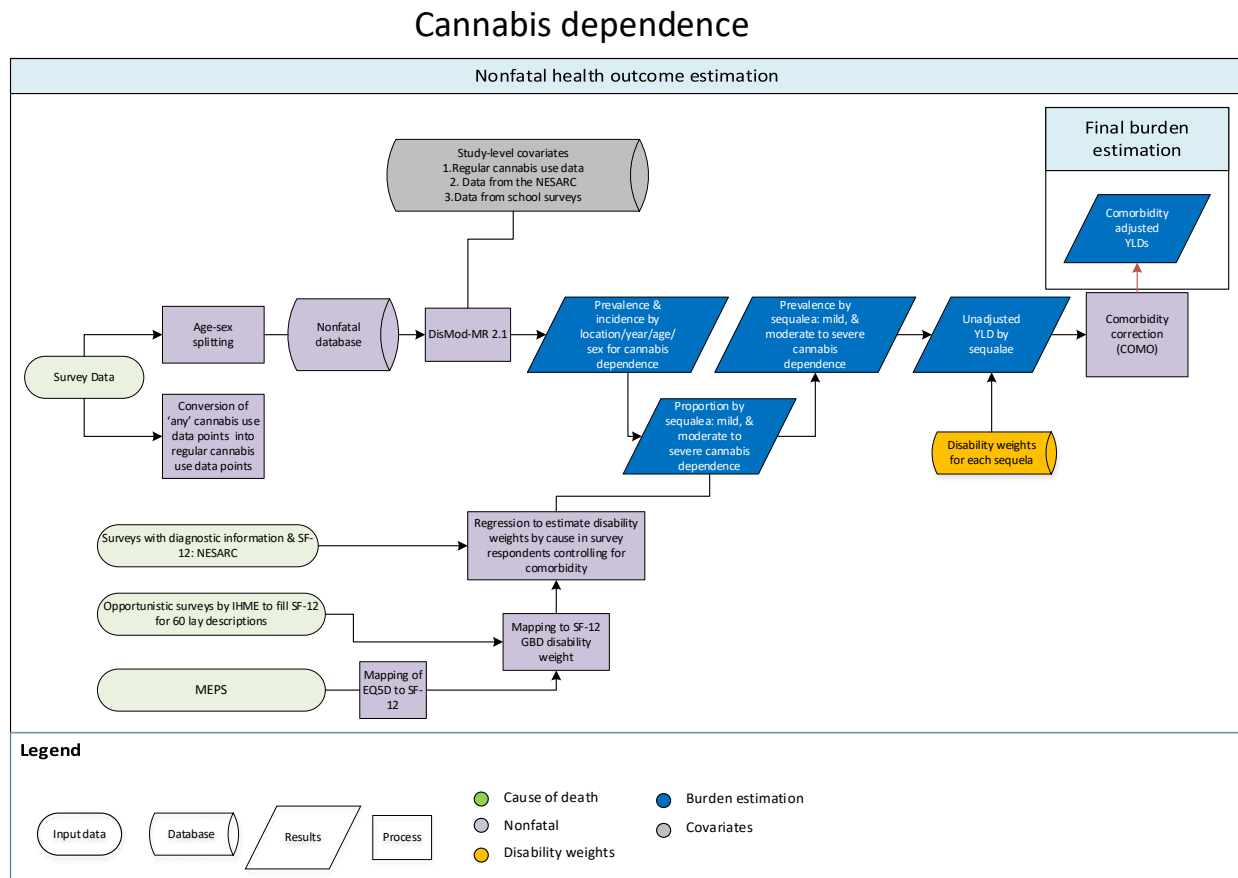 Cannabis dependence
Nonfatal health outcome estimation
Final burden
estimation
Study-level covariates
1.Regular cannabis use data
2. Data from the NESARC
3.Data from school surveys
Comorbidity
adjusted
YLDs
Survey Data
Age-sex
splitting
Nonfatal
database
DisMod-MR 2.1
Prevalence &
incidence by
location/year/age/
sex for cannabis
dependence
Prevalence by
sequalea: mild, &
moderate to severe
cannabis
dependence
Unadjusted
YLD by
sequalae
Comorbidity
correction
(COMO)
Conversion of
‘any’ cannabis use
data points into
regular cannabis
use data points
Proportion by
sequalea: mild, &
moderate to
severe cannabis
dependence
Disability weights
for each sequela
Surveys with diagnostic information & SF-
12: NESARC
Regression to estimate disability
weights by cause in survey
respondents controlling for
comorbidity
Opportunistic surveys by IHME to fill SF-12
for 60 lay descriptions
Mapping to SF-12
GBD disability
weight
MEPS
Mapping of
EQ5D to SF-
12
Legend
Input data
Database
Results
Process
Cause of death
Nonfatal
Disability weights
Burden estimation
Covariates